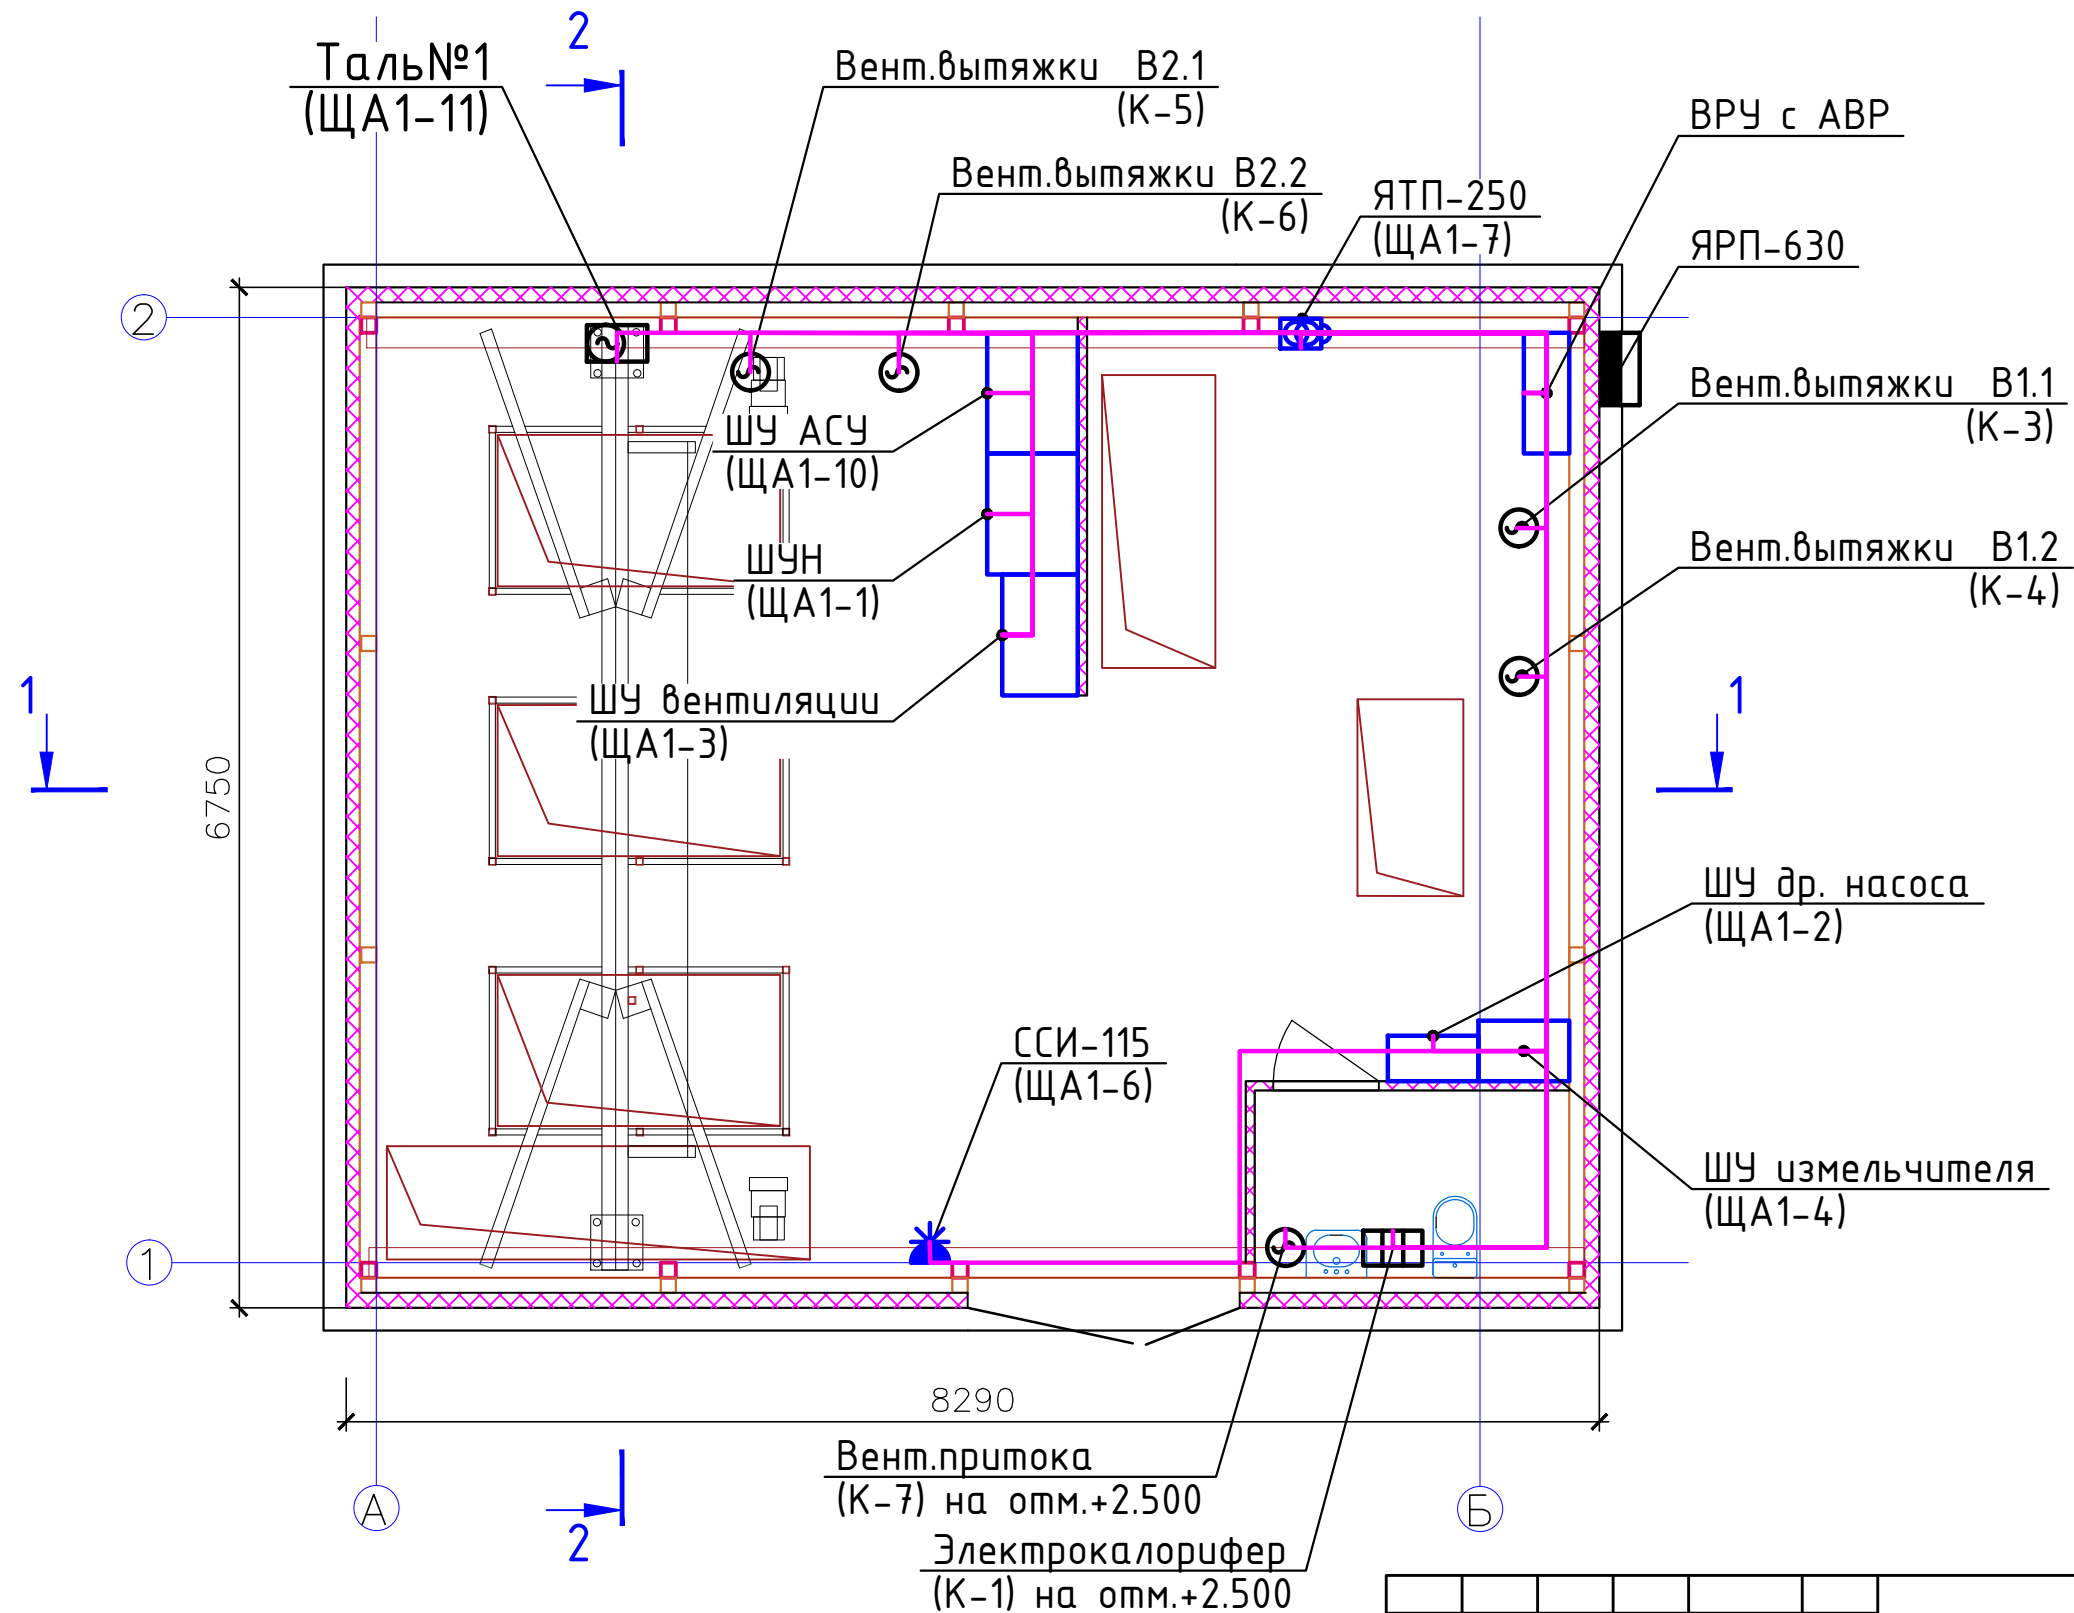 2
Таль№1
(ЩА1-11)
Вент.вытяжки В2.1
(К-5)
ВРУ с АВР
Вент.вытяжки В2.2
(К-6)
ЯТП-250
(ЩА1-7)
ЯРП-630
2
Вент.вытяжки В1.1
(К-3)
ШУ АСУ
(ЩА1-10)
ШУН
(ЩА1-1)
Вент.вытяжки В1.2
(К-4)
ШУ вентиляции
(ЩА1-3)
1
1
6750
ШУ др. насоса
(ЩА1-2)
ССИ-115
(ЩА1-6)
ШУ измельчителя
(ЩА1-4)
1
8290
Вент.притока
(К-7) на отм.+2.500
А
Б
2
Электрокалорифер
(К-1) на отм.+2.500